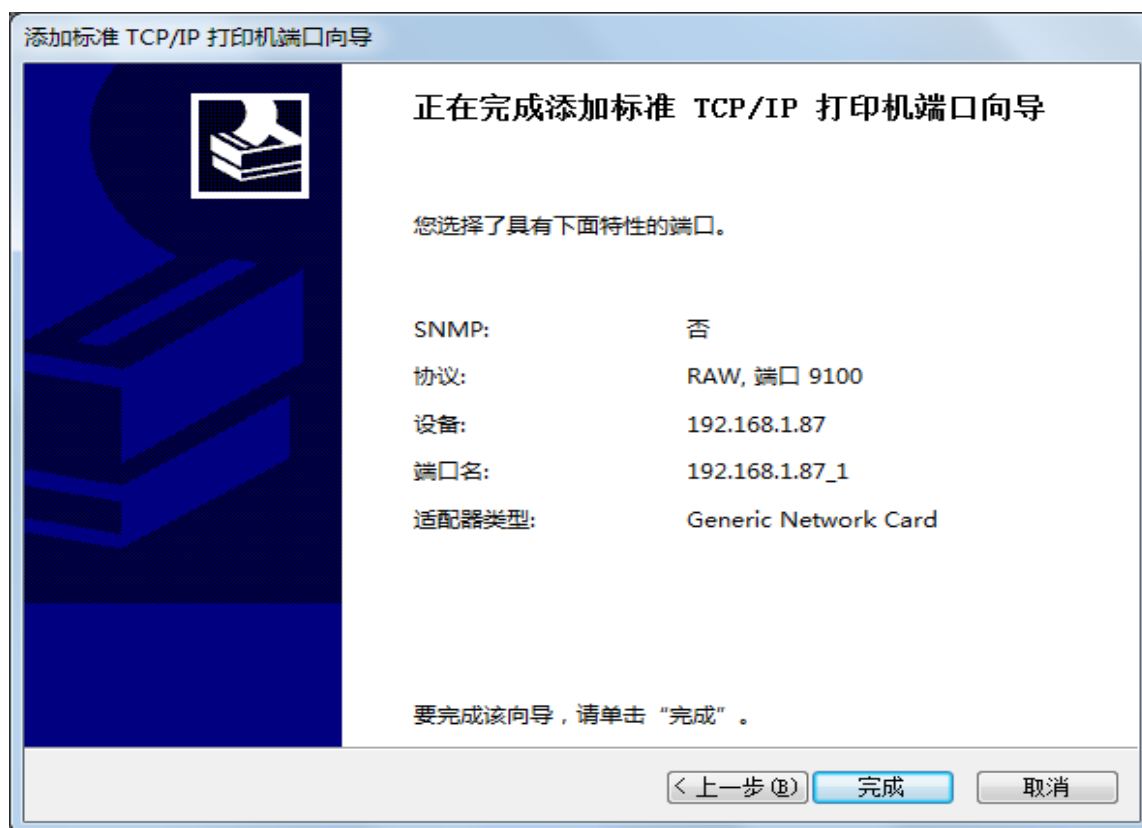 添加标准 TCP/IP 打印机端口向导
正在完成添加标准 TCP/IP 打印机端口向导
您选择了具有下面特性的端口。
SNMP: 否
协议: RAW, 端口 9100
设备: 192.168.1.87
端口名: 192.168.1.87_1
适配器类型: Generic Network Card
要完成该向导，请单击“完成”。
< 上一步(B) 完成 取消